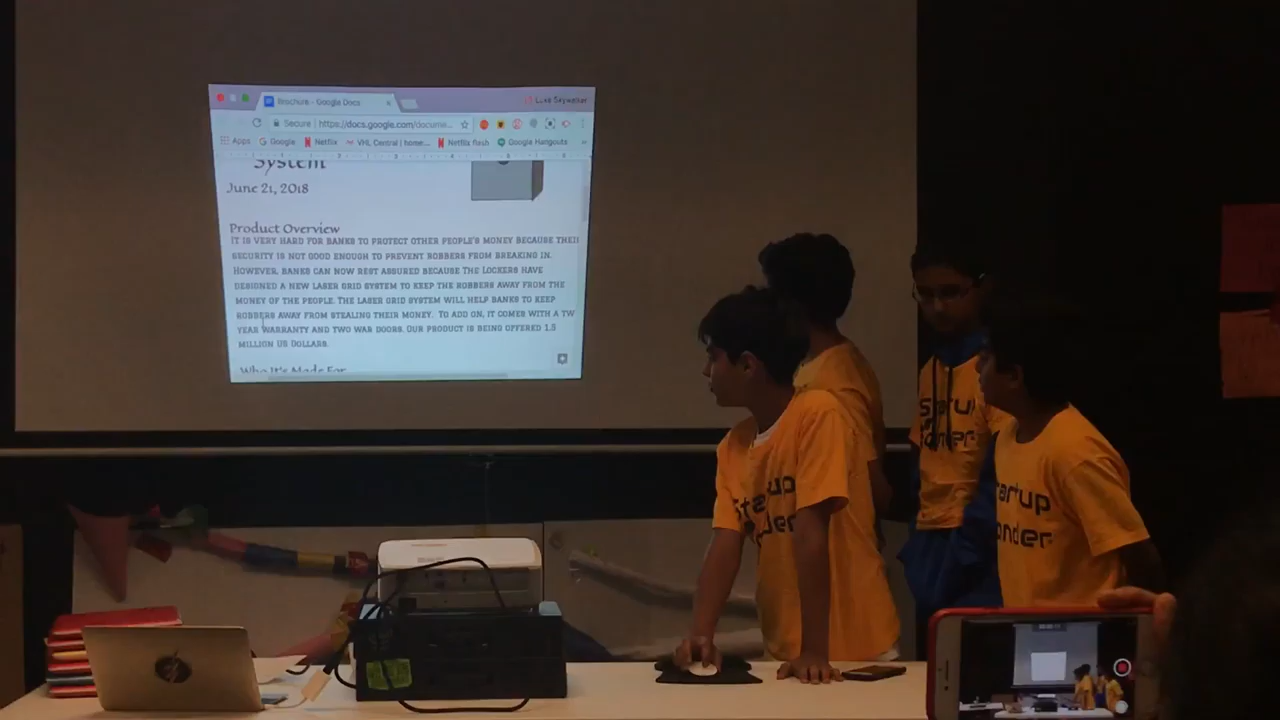 Brochure - Google Docs
Luke Skywalker
Secure https://docs.google.com/docume...
Apps Google Netflix VHL Central | home... Netflix flash Google Hangouts
System
June 21, 2018
Product Overview
IT IS VERY HARD FOR BANKS TO PROTECT OTHER PEOPLE'S MONEY BECAUSE THEIR
SECURITY IS NOT GOOD ENOUGH TO PREVENT ROBBERS FROM BREAKING IN.
HOWEVER, BANKS CAN NOW REST ASSURED BECAUSE THE LOCKERS HAVE
DESIGNED A NEW LASER GRID SYSTEM TO KEEP THE ROBBERS AWAY FROM THE
MONEY OF THE PEOPLE. THE LASER GRID SYSTEM WILL HELP BANKS TO KEEP
ROBBERS AWAY FROM STEALING THEIR MONEY. TO ADD ON, IT COMES WITH A TW
YEAR WARRANTY AND TWO WAR DOORS. OUR PRODUCT IS BEING OFFERED 1.5
MILLION US DOLLARS.
Who It's Made For
Startup
onder
artup
onder